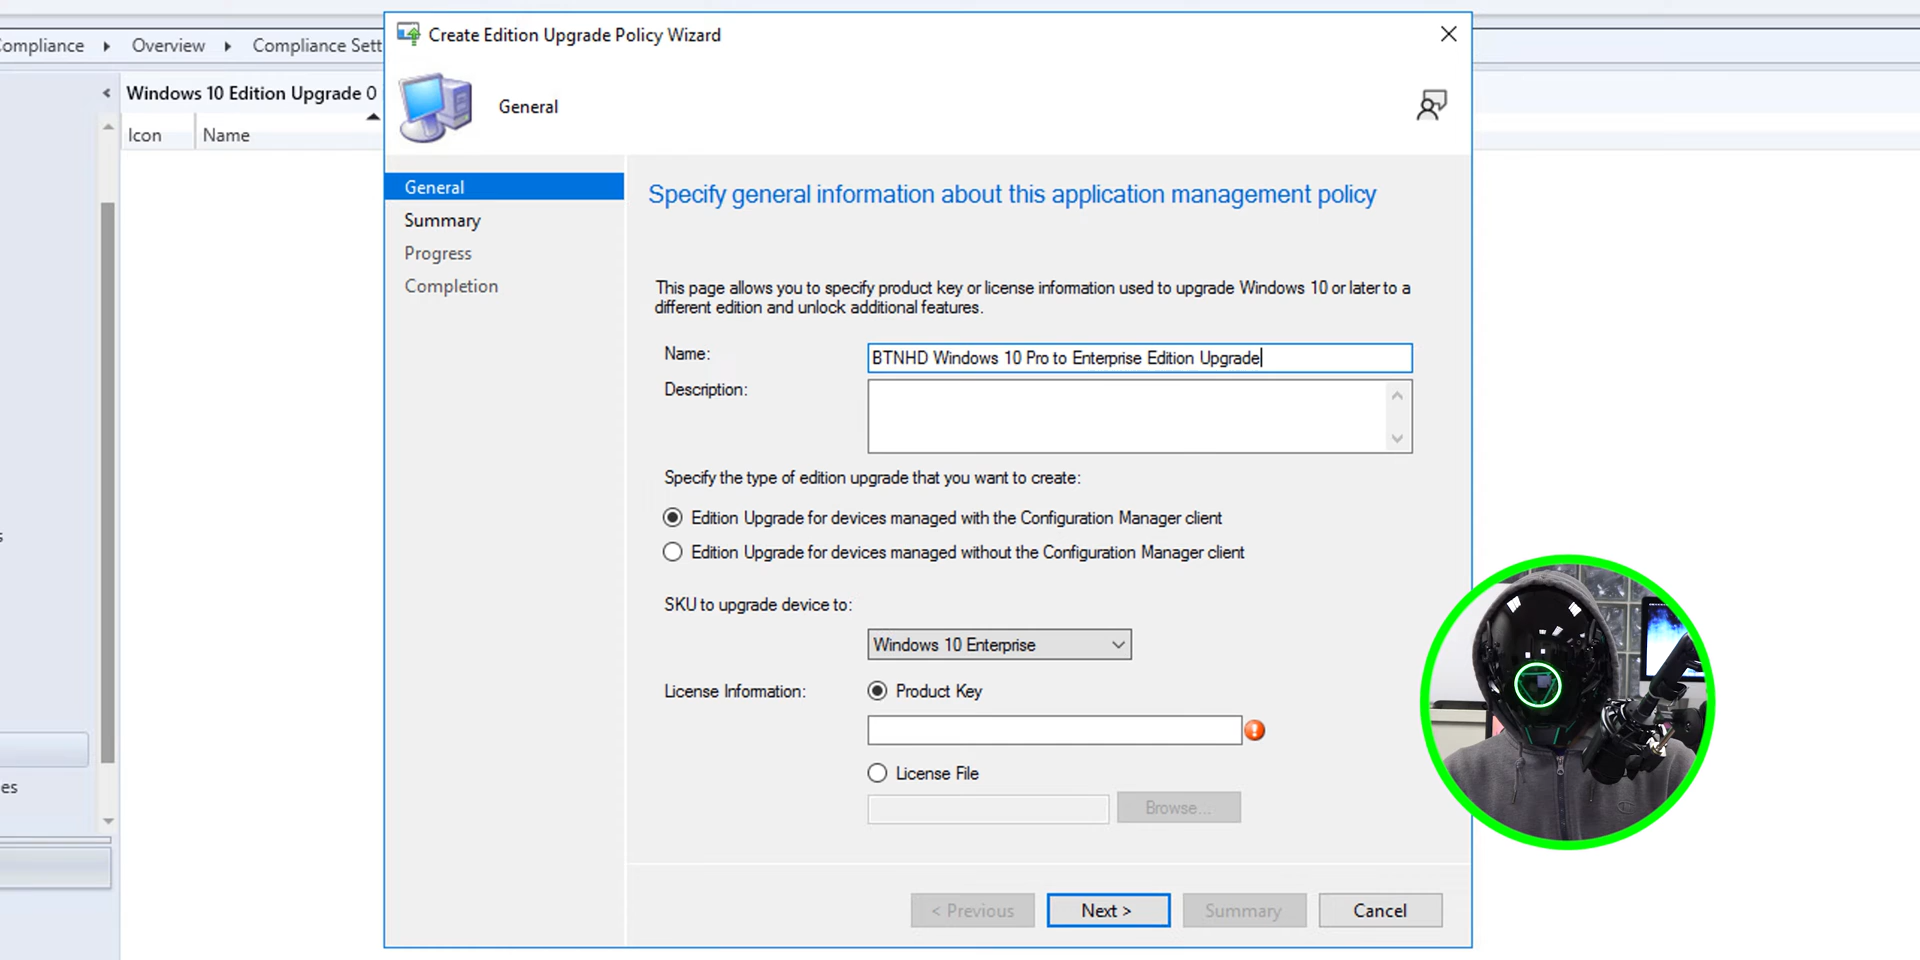 Create Edition Upgrade Policy Wizard
Compliance Overview Compliance Sett
Windows 10 Edition Upgrade 0
General
Icon Name
General
Summary
Progress
Completion
Specify general information about this application management policy
This page allows you to specify product key or license information used to upgrade Windows 10 or later to a
different edition and unlock additional features.
Name: BTNHD Windows 10 Pro to Enterprise Edition Upgrade
Description:
Specify the type of edition upgrade that you want to create:
Edition Upgrade for devices managed with the Configuration Manager client
Edition Upgrade for devices managed without the Configuration Manager client
SKU to upgrade device to:
Windows 10 Enterprise
License Information: Product Key
License File
Browse...
es
< Previous Next > Summary Cancel